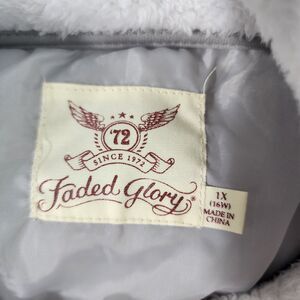 '72
SINCE 1972
Faded Glory®
1X
(16W)
MADE IN
CHINA